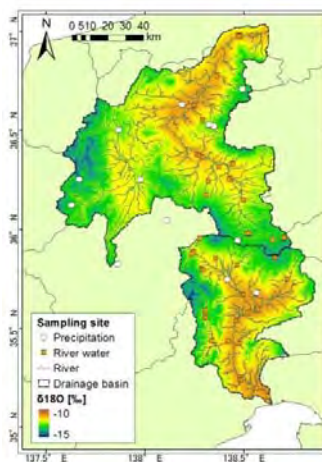 37 N
N
0 5 10 20 30 40
km
36.5 N
36 N
35.5 N
35 N
Sampling site
Precipitation
River water
River
Drainage basin
δ18O [‰]
-10
-15
137.5 E
138 E
138.5 E